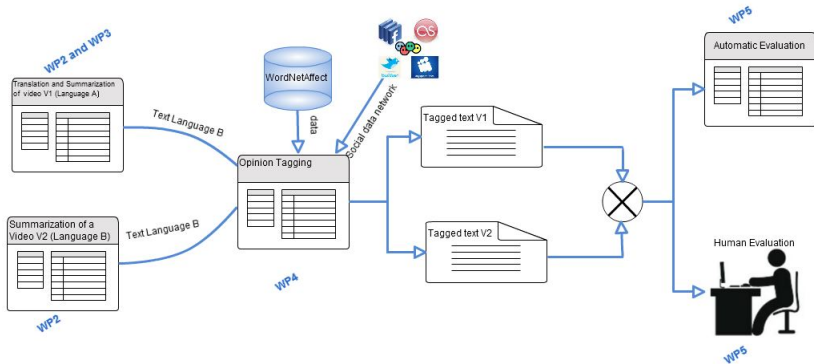 WP2 and WP3
Translation and Summarization
of video V1 (Language A)
Text Language B
Summarization of a
Video V2 (Language B)
Text Language B
WP2
WordNetAffect
data
Social data network
Opinion Tagging
WP4
Tagged text V1
Tagged text V2
WP5
Automatic Evaluation
Human Evaluation
WP5